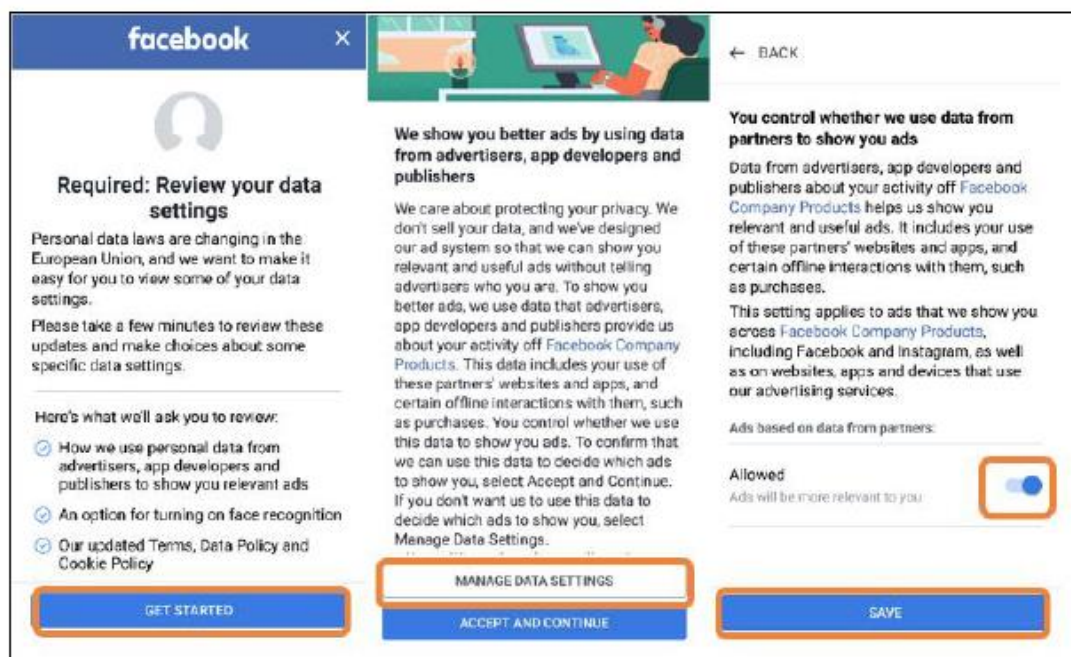 facebook
×
Required: Review your data
settings
Personal data laws are changing in the
European Union, and we want to make it
easy for you to view some of your data
settings.
Please take a few minutes to review these
updates and make choices about some
specific data settings.
Here's what we'll ask you to review:
How we use personal data from
advertisers, app developers and
publishers to show you relevant ads
An option for turning on face recognition
Our updated Terms, Data Policy and
Cookie Policy
GET STARTED
We show you better ads by using data
from advertisers, app developers and
publishers
We care about protecting your privacy. We
don't sell your data, and we've designed
our ad system so that we can show you
relevant and useful ads without telling
advertisers who you are. To show you
better ads, we use data that advertisers,
app developers and publishers provide us
about your activity off Facebook Company
Products. This data includes your use of
these partners' websites and apps, and
certain offline interactions with them, such
as purchases. You control whether we use
this data to show you ads. To confirm that
we can use this data to decide which ads
to show you, select Accept and Continue.
If you don't want us to use this data to
decide which ads to show you, select
Manage Data Settings.
MANAGE DATA SETTINGS
ACCEPT AND CONTINUE
← BACK
You control whether we use data from
partners to show you ads
Data from advertisers, app developers and
publishers about your activity off Facebook
Company Products helps us show you
relevant and useful ads. It includes your use
of these partners' websites and apps, and
certain offline interactions with them, such
as purchases.
This setting applies to ads that we show you
across Facebook Company Products,
including Facebook and Instagram, as well
as on websites, apps and devices that use
our advertising services.
Ads based on data from partners:
Allowed
Ads will be more relevant to you
SAVE